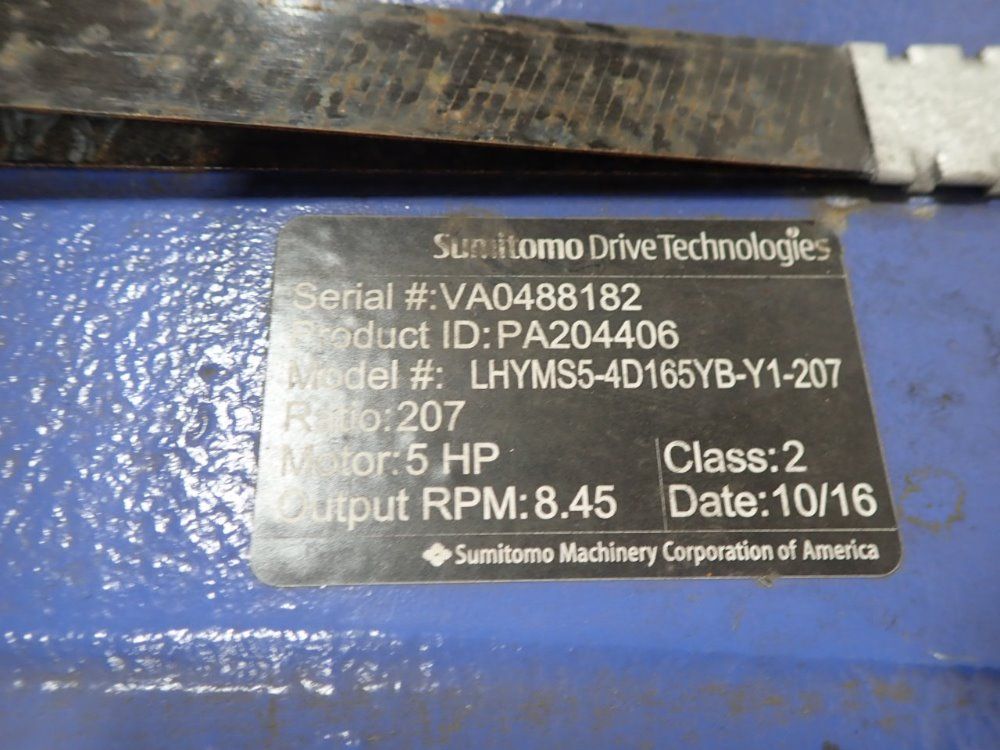 Sumitomo Drive Technologies
Serial #: VA0488182
Product ID: PA204406
Model #: LHYMS5-4D165YB-Y1-207
Ratio: 207
Motor: 5 HP
Class: 2
Output RPM: 8.45
Date: 10/16
Sumitomo Machinery Corporation of America